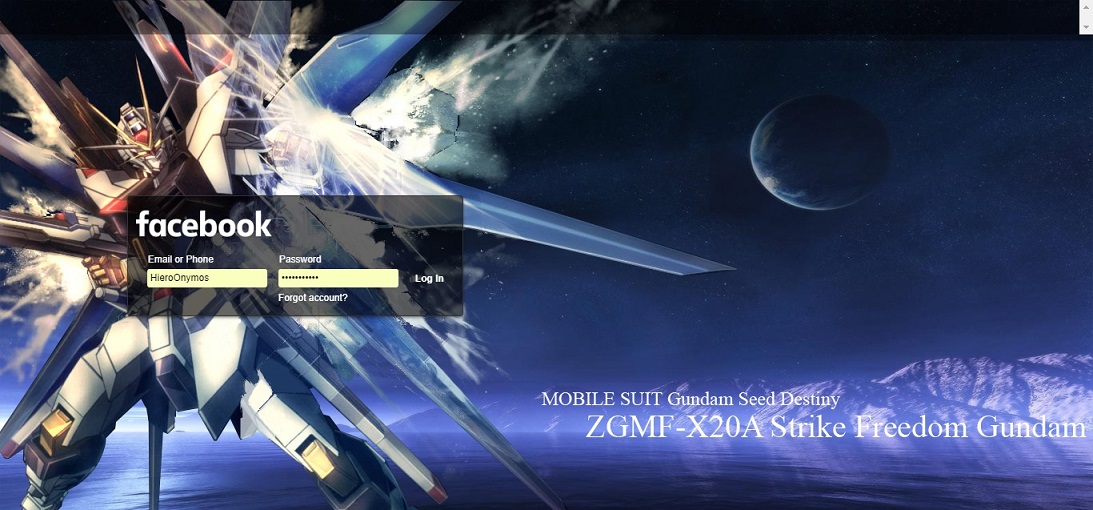 facebook
Email or Phone Password
HieroOnymos ••••••••••• Log In
Forgot account?
MOBILE SUIT Gundam Seed Destiny
ZGMF-X20A Strike Freedom Gundam